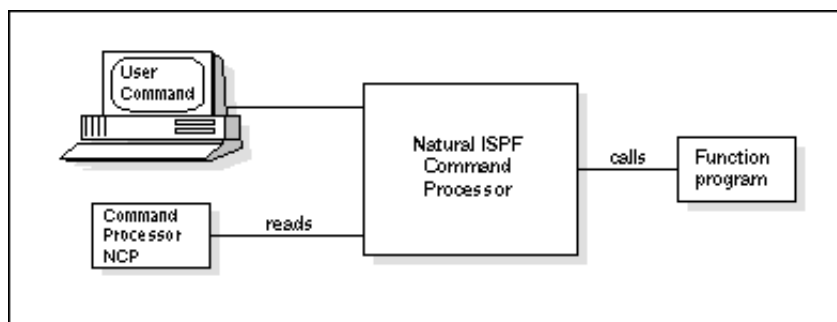 User
Command
Natural ISPF
Command
Processor
calls
Function
program
Command
Processor
NCP
reads